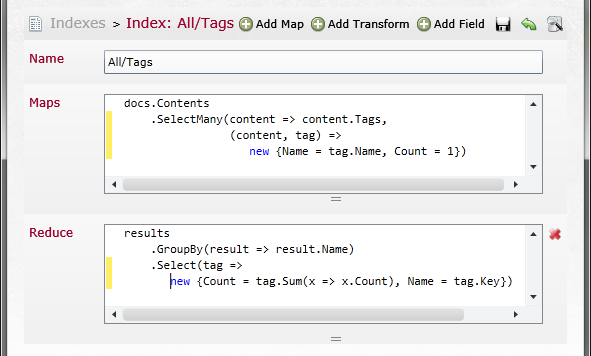 Indexes > Index: All/Tags Add Map Add Transform Add Field
Name
All/Tags
Maps
docs.Contents
.SelectMany(content => content.Tags,
(content, tag) =>
new {Name = tag.Name, Count = 1})
Reduce
results
.GroupBy(result => result.Name)
.Select(tag =>
new {Count = tag.Sum(x => x.Count), Name = tag.Key})